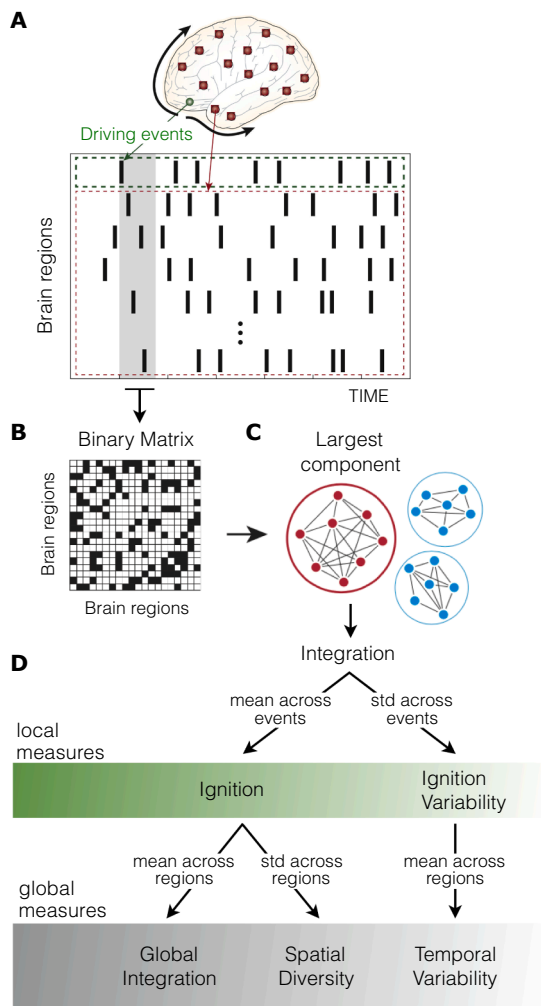 A
Driving events
Brain regions
TIME
B
Binary Matrix
Brain regions
Brain regions
C
Largest
component
Integration
D
mean across
events
std across
events
local
measures
Ignition
Ignition
Variability
mean across
regions
std across
regions
mean across
regions
global
measures
Global
Integration
Spatial
Diversity
Temporal
Variability